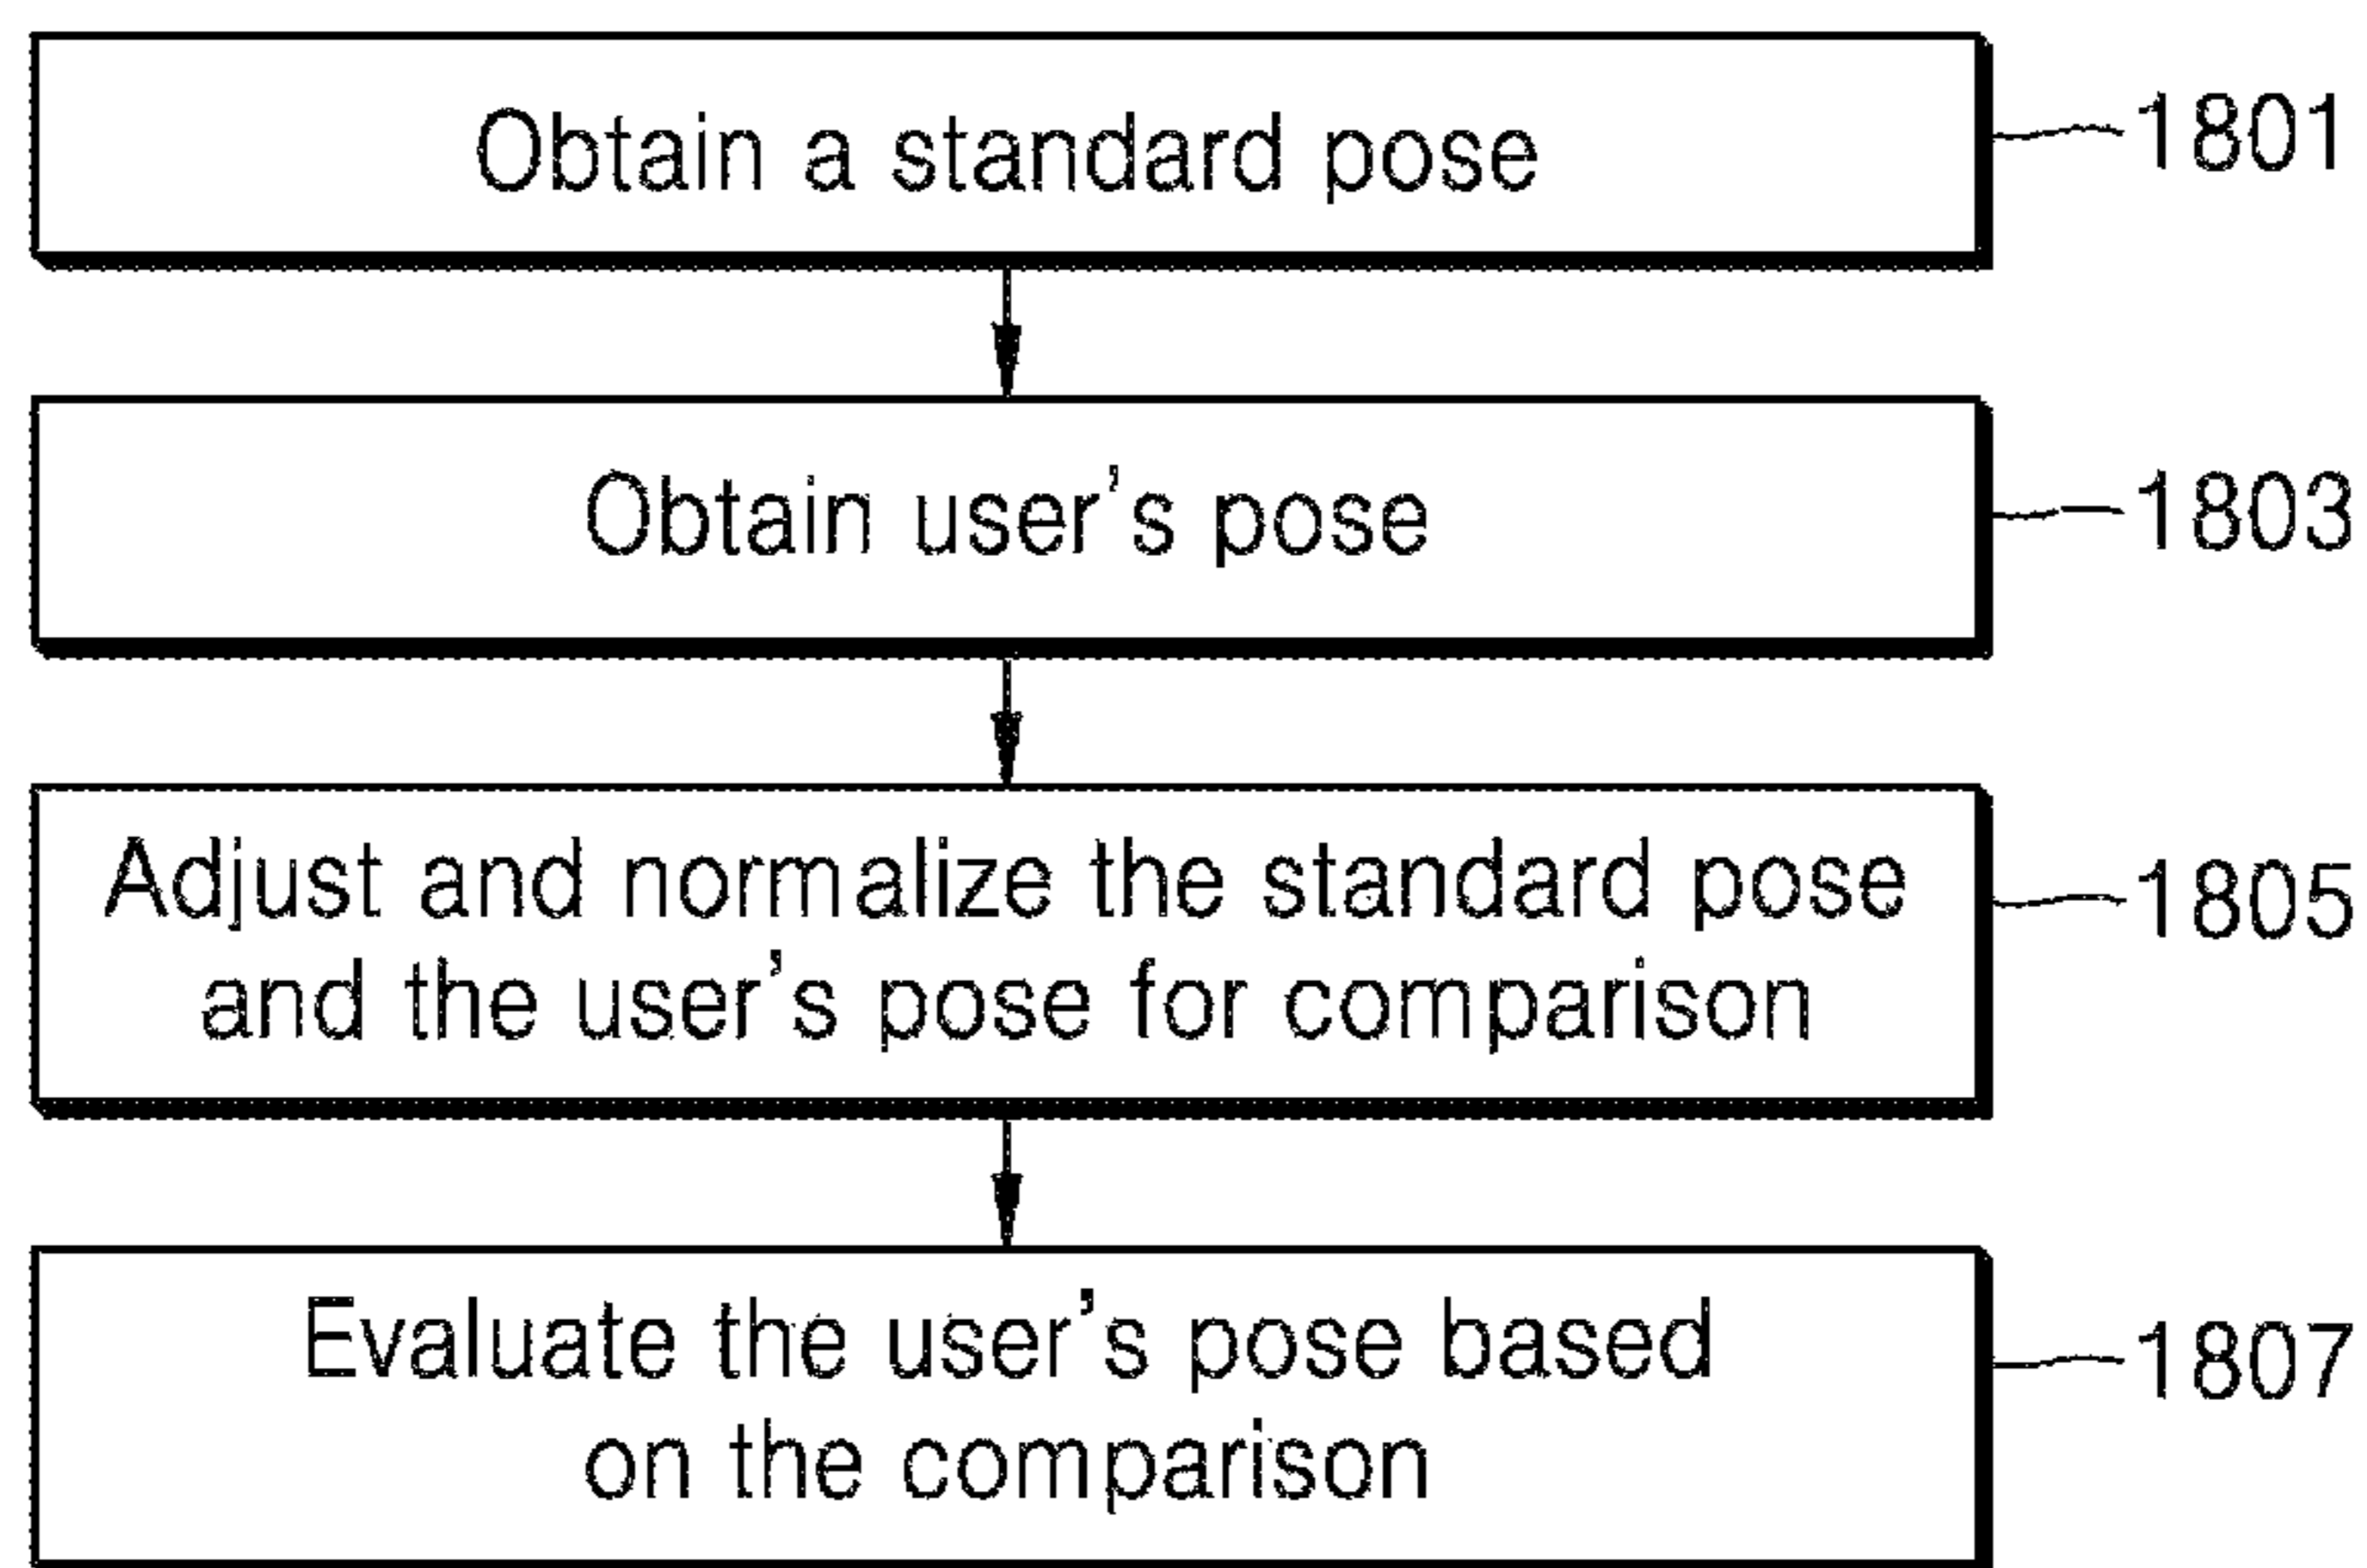 Obtain a standard pose
1801
Obtain user's pose
1803
Adjust and normalize the standard pose
and the user's pose for comparison
1805
Evaluate the user's pose based
on the comparison
1807